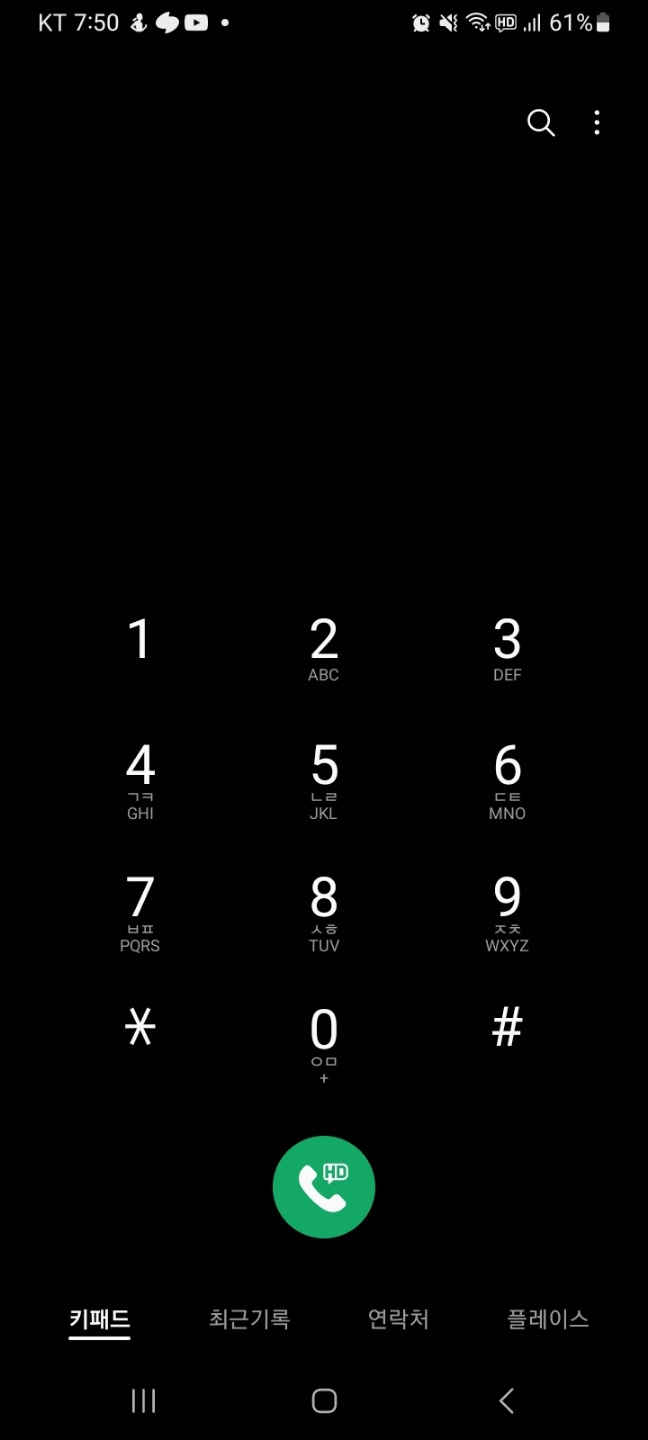 KT 7:50 HD 61%
1 2 3
ABC DEF
4 5 6
ㄱㅋ ㄴㄹ ㄷㅌ
GHI JKL MNO
7 8 9
ㅂㅍ ㅅㅎ ㅈㅊ
PQRS TUV WXYZ
* 0 #
ㅇㅁ
+
HD
키패드 최근기록 연락처 플레이스